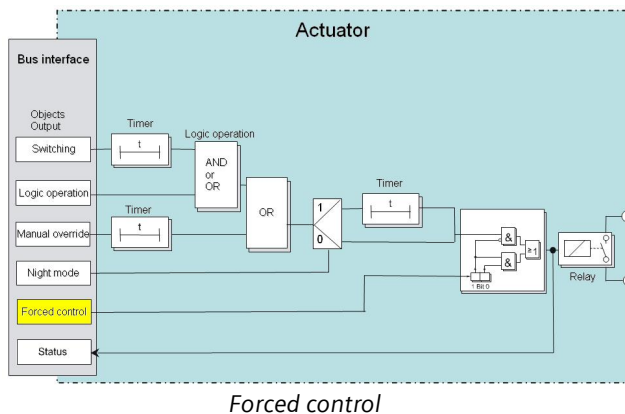 Actuator
Bus interface
Objects
Output
Timer
Logic operation
Switching
t
AND
or
OR
Logic operation
Timer
OR
Timer
t
1
0
Manual override
t
Night mode
&
≥1
&
1.Bit 0
Relay
Forced control
Status
Forced control